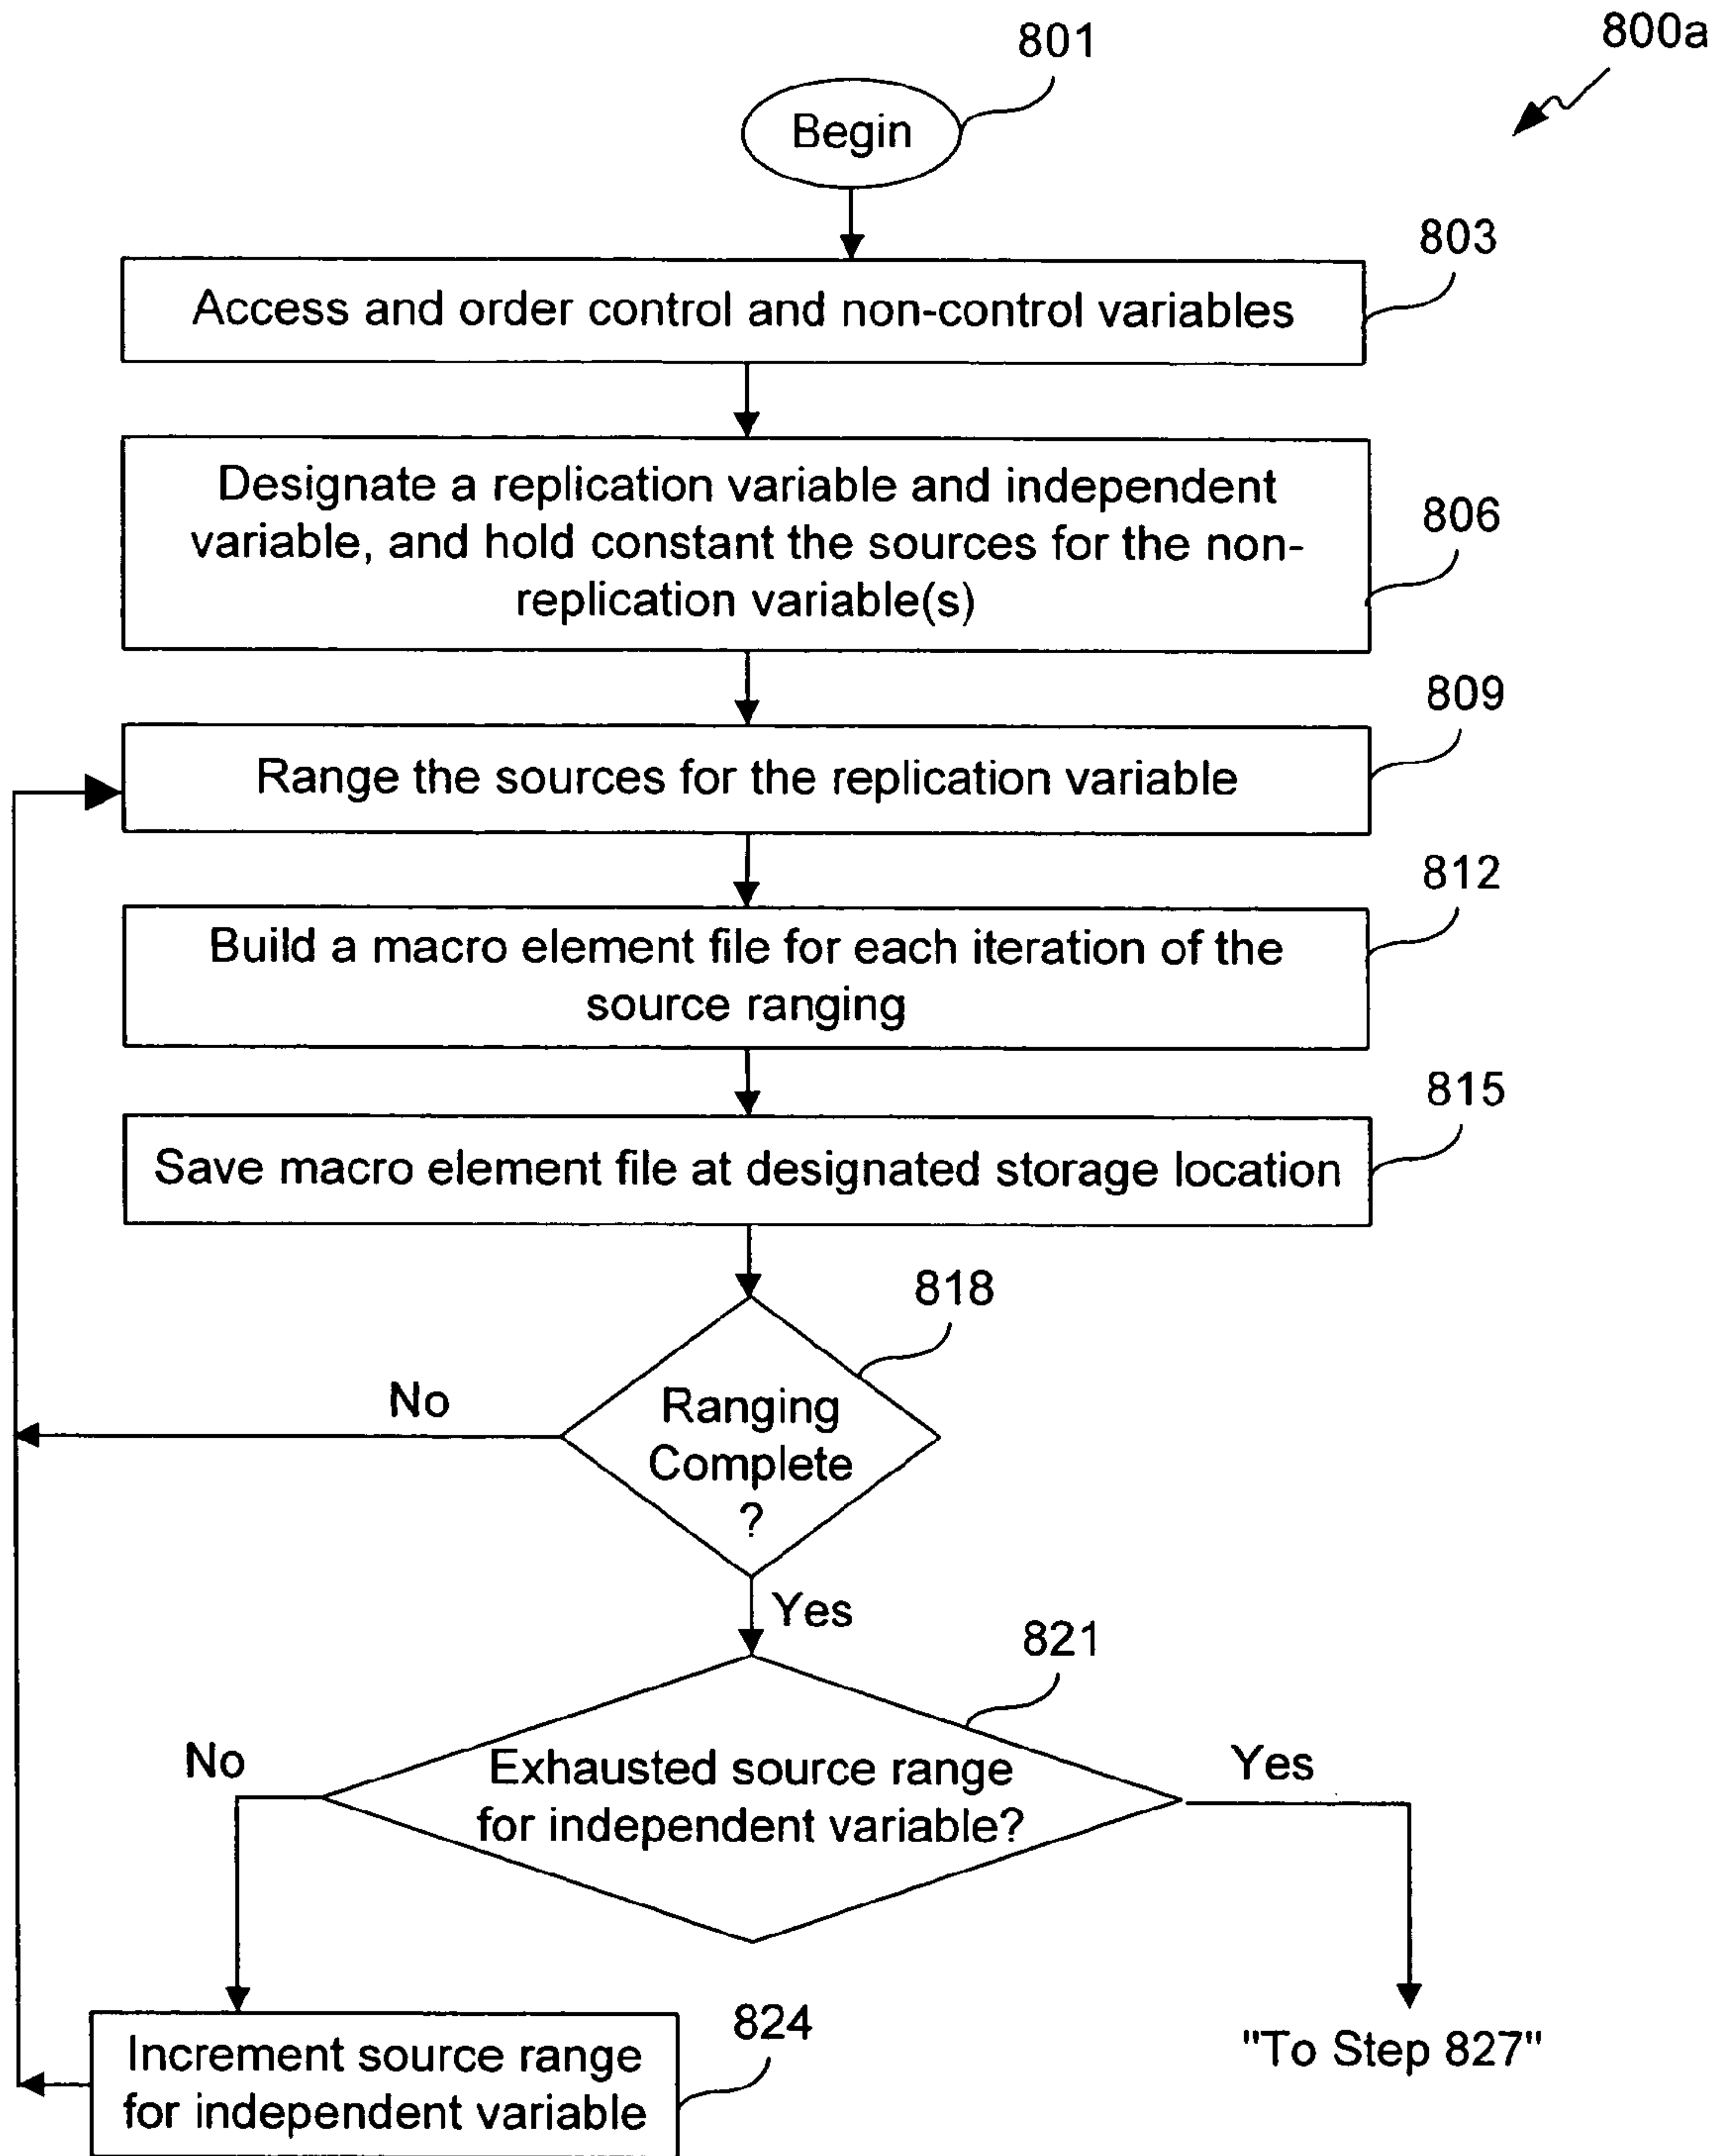 800a
801
Begin
803
Access and order control and non-control variables
Designate a replication variable and independent
variable, and hold constant the sources for the non-
replication variable(s)
806
809
Range the sources for the replication variable
812
Build a macro element file for each iteration of the
source ranging
815
Save macro element file at designated storage location
818
Ranging
Complete
?
No
Yes
821
Exhausted source range
for independent variable?
No
Yes
824
Increment source range
for independent variable
"To Step 827"